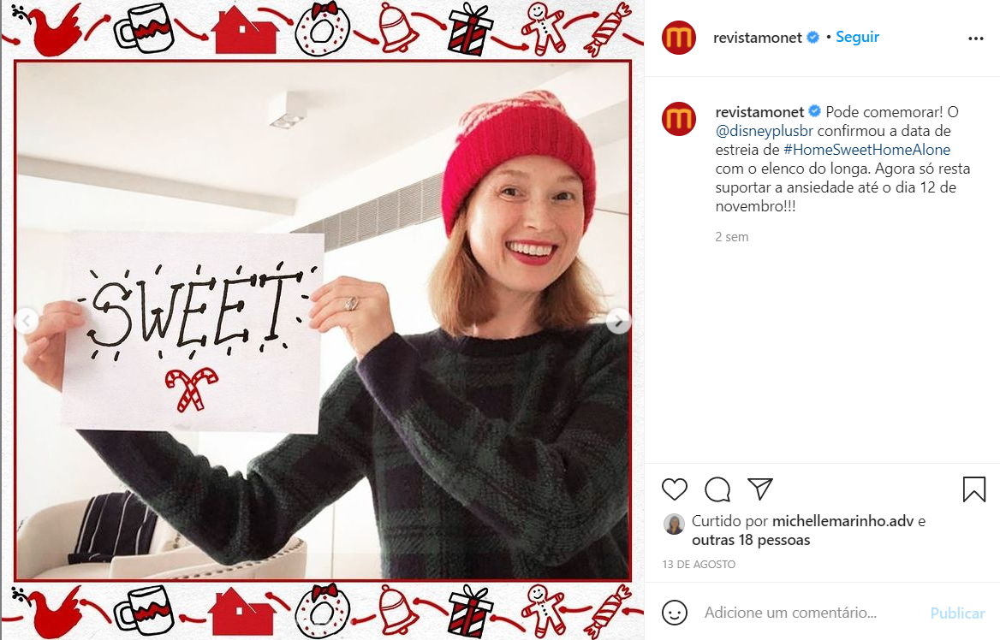 SWEET
revistamonet • Seguir
revistamonet Pode comemorar! O
@disneyplusbr confirmou a data de
estreia de #HomeSweetHomeAlone
com o elenco do longa. Agora só resta
suportar a ansiedade até o dia 12 de
novembro!!!
2 sem
Curtido por michellemarinho.adv e
outras 18 pessoas
13 DE AGOSTO
Adicione um comentário...
Publicar